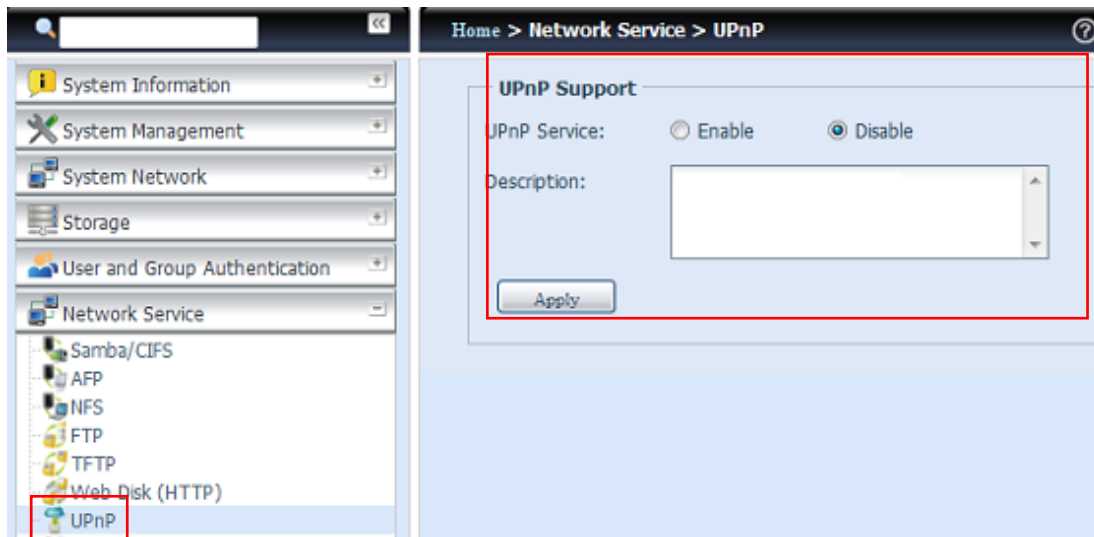 Home > Network Service > UPnP
System Information
System Management
System Network
Storage
User and Group Authentication
Network Service
Samba/CIFS
AFP
NFS
FTP
TFTP
Web Disk (HTTP)
UPnP
UPnP Support
UPnP Service: Enable Disable
Description:
Apply